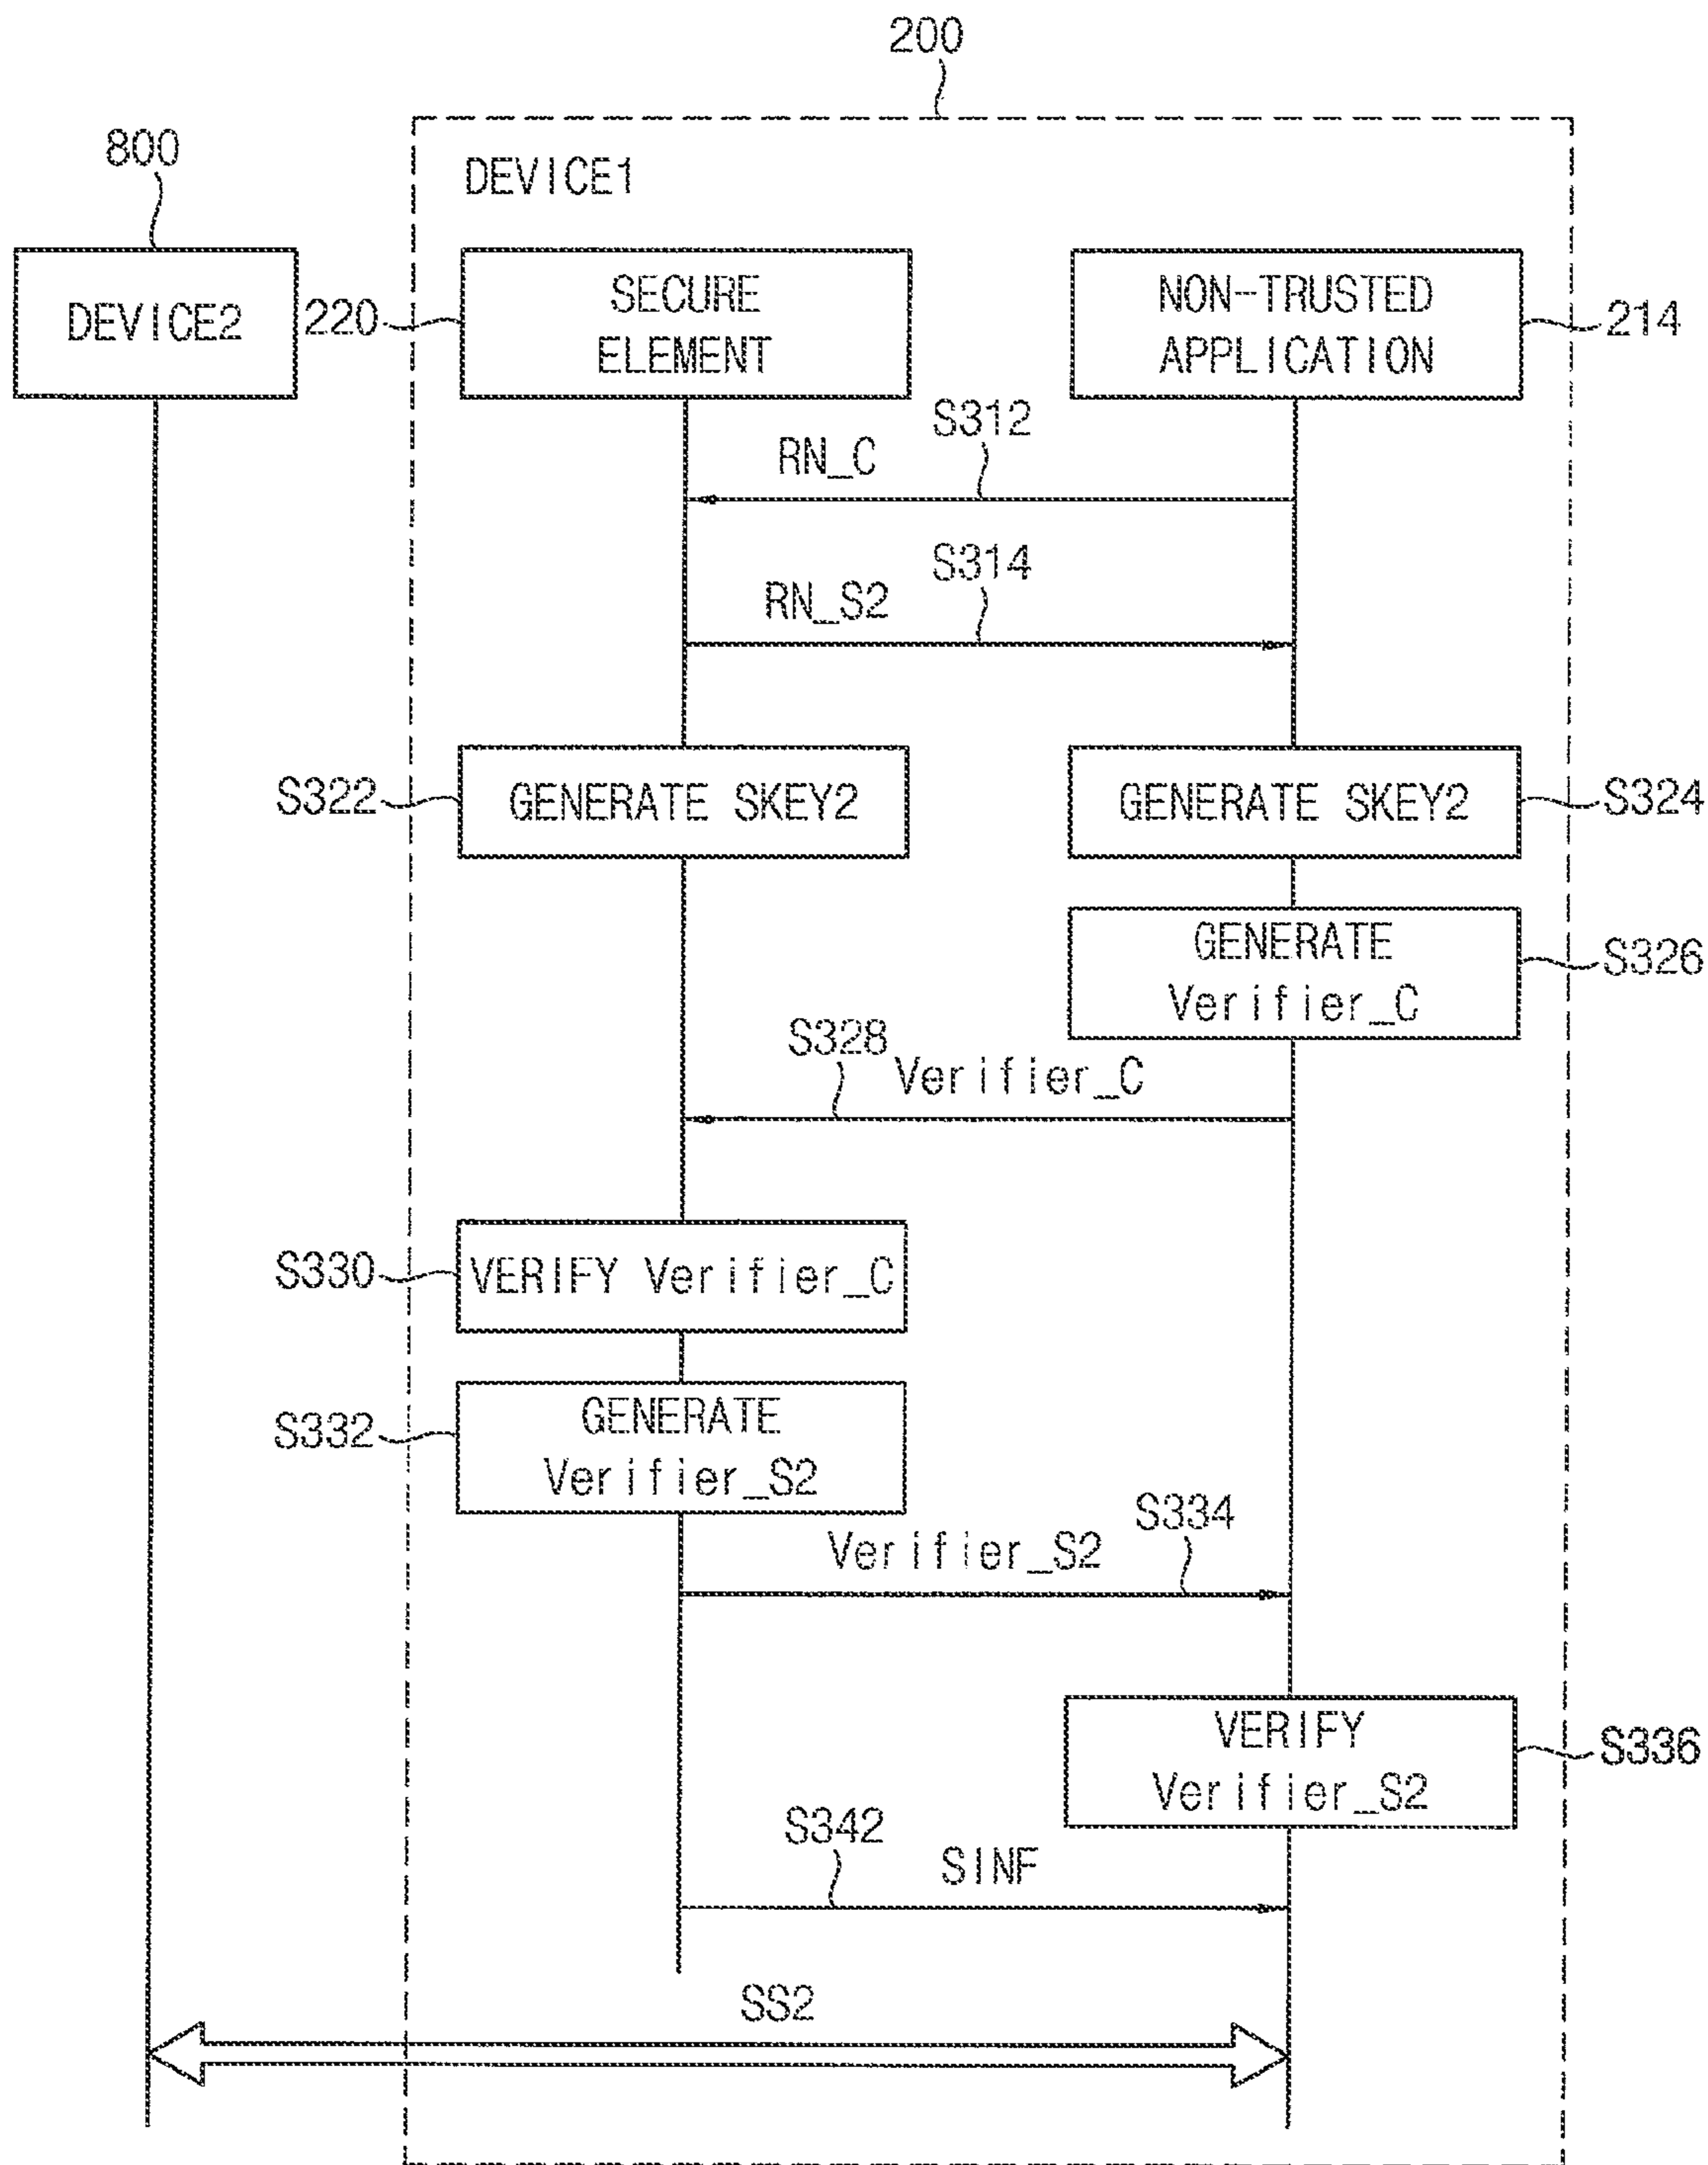 200
800
DEVICE1
DEVICE2
220
SECURE
ELEMENT
NON-TRUSTED
APPLICATION
214
S312
RN_C
S314
RN_S2
S322
GENERATE SKEY2
GENERATE SKEY2
S324
GENERATE
Verifier_C
S326
S328
Verifier_C
S330
VERIFY Verifier_C
S332
GENERATE
Verifier_S2
S334
Verifier_S2
VERIFY
Verifier_S2
S336
S342
SINF
SS2